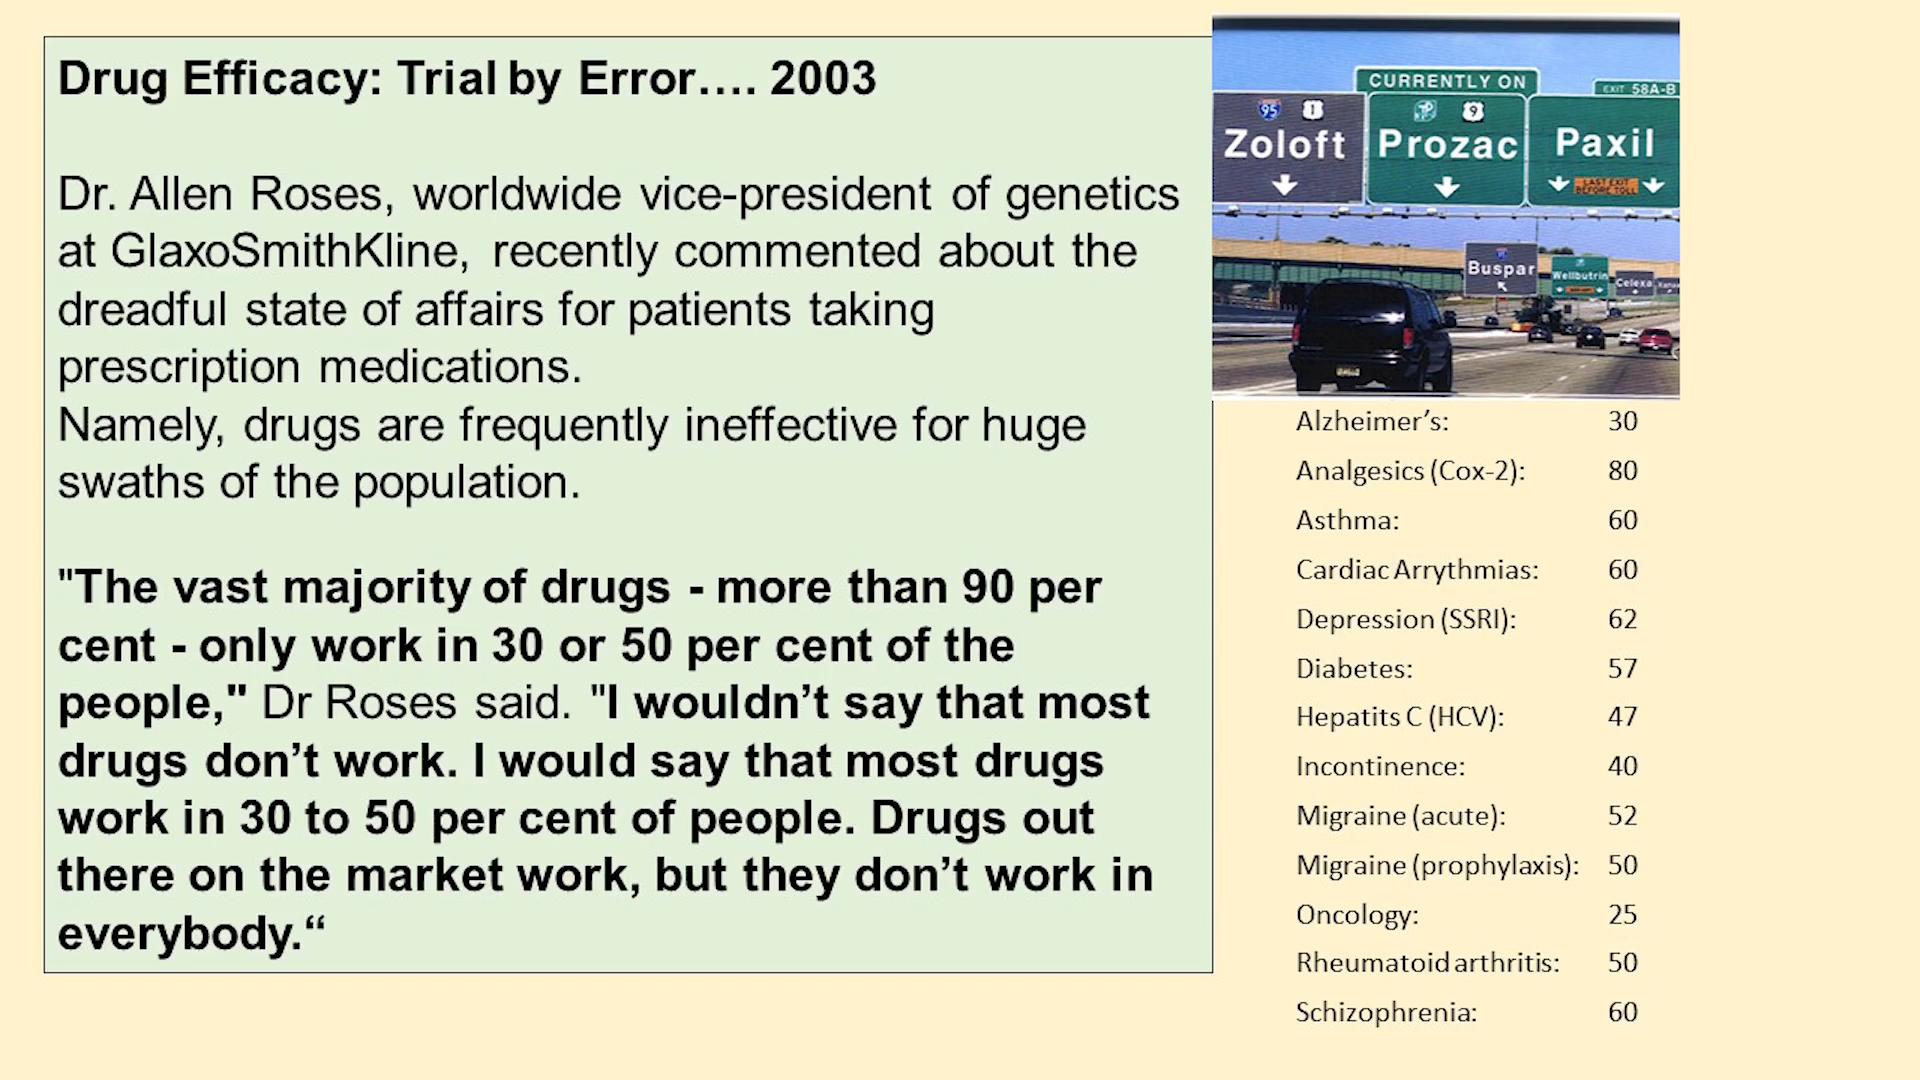 Drug Efficacy: Trial by Error…. 2003
Dr. Allen Roses, worldwide vice-president of genetics
at GlaxoSmithKline, recently commented about the
dreadful state of affairs for patients taking
prescription medications.
Namely, drugs are frequently ineffective for huge
swaths of the population.
"The vast majority of drugs - more than 90 per
cent - only work in 30 or 50 per cent of the
people," Dr Roses said. "I wouldn’t say that most
drugs don’t work. I would say that most drugs
work in 30 to 50 per cent of people. Drugs out
there on the market work, but they don’t work in
everybody.“
CURRENTLY ON
EXIT 58A-B
95 1
9
Zoloft
Prozac
Paxil
LAST EXIT
BEFORE TOLL
Buspar
Wellbutrin
Celexa
Alzheimer’s: 30
Analgesics (Cox-2): 80
Asthma: 60
Cardiac Arrythmias: 60
Depression (SSRI): 62
Diabetes: 57
Hepatits C (HCV): 47
Incontinence: 40
Migraine (acute): 52
Migraine (prophylaxis): 50
Oncology: 25
Rheumatoid arthritis: 50
Schizophrenia: 60